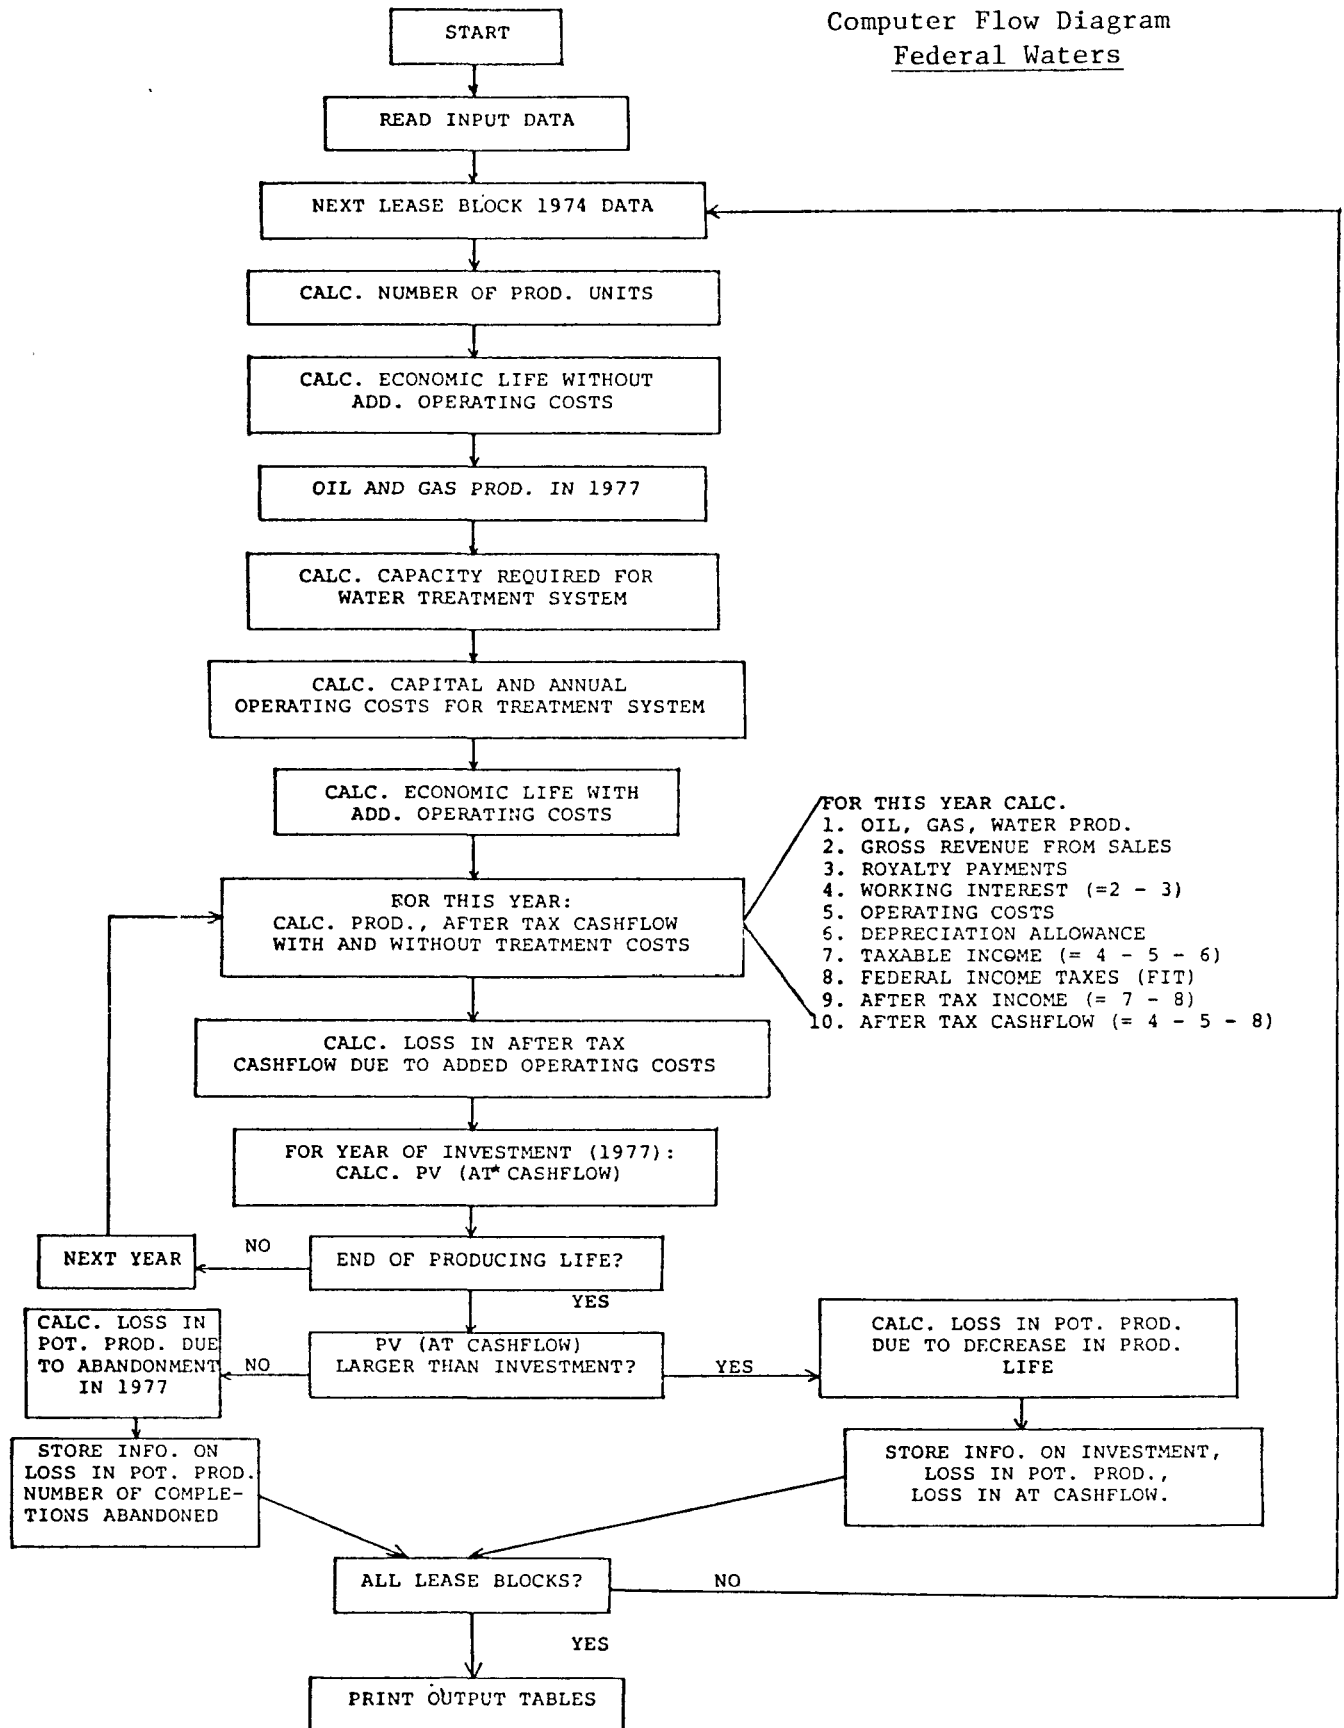 Computer Flow Diagram
Federal Waters
START
READ INPUT DATA
NEXT LEASE BLOCK 1974 DATA
CALC. NUMBER OF PROD. UNITS
CALC. ECONOMIC LIFE WITHOUT
ADD. OPERATING COSTS
OIL AND GAS PROD. IN 1977
CALC. CAPACITY REQUIRED FOR
WATER TREATMENT SYSTEM
CALC. CAPITAL AND ANNUAL
OPERATING COSTS FOR TREATMENT SYSTEM
CALC. ECONOMIC LIFE WITH
ADD. OPERATING COSTS
FOR THIS YEAR:
CALC. PROD., AFTER TAX CASHFLOW
WITH AND WITHOUT TREATMENT COSTS
FOR THIS YEAR CALC.
1. OIL, GAS, WATER PROD.
2. GROSS REVENUE FROM SALES
3. ROYALTY PAYMENTS
4. WORKING INTEREST (=2 - 3)
5. OPERATING COSTS
6. DEPRECIATION ALLOWANCE
7. TAXABLE INCOME (= 4 - 5 - 6)
8. FEDERAL INCOME TAXES (FIT)
9. AFTER TAX INCOME (= 7 - 8)
10. AFTER TAX CASHFLOW (= 4 - 5 - 8)
CALC. LOSS IN AFTER TAX
CASHFLOW DUE TO ADDED OPERATING COSTS
FOR YEAR OF INVESTMENT (1977):
CALC. PV (AT* CASHFLOW)
END OF PRODUCING LIFE?
NO
NEXT YEAR
YES
PV (AT CASHFLOW)
LARGER THAN INVESTMENT?
NO
CALC. LOSS IN
POT. PROD. DUE
TO ABANDONMENT
IN 1977
STORE INFO. ON
LOSS IN POT. PROD.
NUMBER OF COMPLE-
TIONS ABANDONED
YES
CALC. LOSS IN POT. PROD.
DUE TO DECREASE IN PROD.
LIFE
STORE INFO. ON INVESTMENT,
LOSS IN POT. PROD.,
LOSS IN AT CASHFLOW.
ALL LEASE BLOCKS?
NO
YES
PRINT OUTPUT TABLES